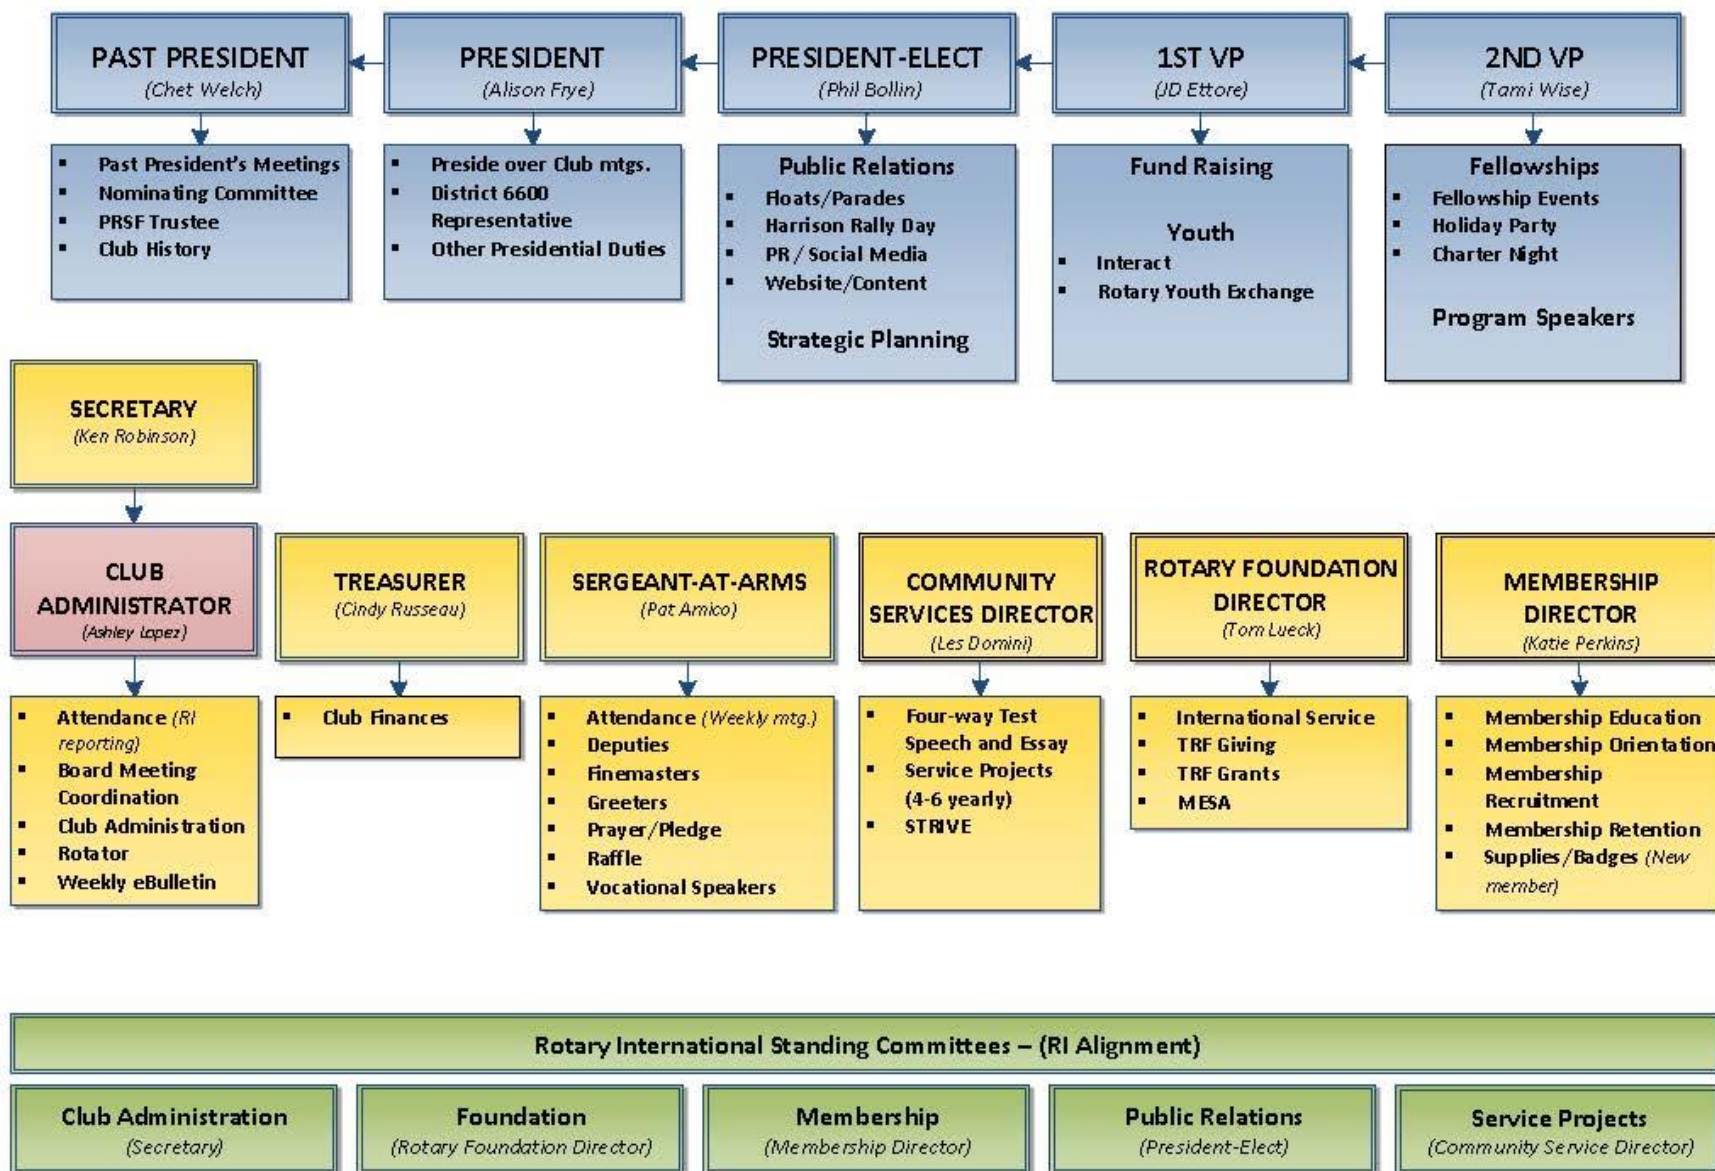 PAST PRESIDENT
(Chet Welch)
▪ Past President's Meetings
▪ Nominating Committee
▪ PRSF Trustee
▪ Club History
PRESIDENT
(Alison Frye)
▪ Preside over Club mtgs.
▪ District 6600
Representative
▪ Other Presidential Duties
PRESIDENT-ELECT
(Phil Bollin)
Public Relations
▪ Floats/Parades
▪ Harrison Rally Day
▪ PR / Social Media
▪ Website/Content
Strategic Planning
1ST VP
(JD Ettore)
Fund Raising
Youth
▪ Interact
▪ Rotary Youth Exchange
2ND VP
(Tami Wise)
Fellowships
▪ Fellowship Events
▪ Holiday Party
▪ Charter Night
Program Speakers
SECRETARY
(Ken Robinson)
CLUB
ADMINISTRATOR
(Ashley Lopez)
▪ Attendance (RI
reporting)
▪ Board Meeting
Coordination
▪ Club Administration
▪ Rotator
▪ Weekly eBulletin
TREASURER
(Cindy Russeau)
▪ Club Finances
SERGEANT-AT-ARMS
(Pat Amico)
▪ Attendance (Weekly mtg.)
▪ Deputies
▪ Finemasters
▪ Greeters
▪ Prayer/Pledge
▪ Raffle
▪ Vocational Speakers
COMMUNITY
SERVICES DIRECTOR
(Les Domini)
▪ Four-way Test
Speech and Essay
▪ Service Projects
(4-6 yearly)
▪ STRIVE
ROTARY FOUNDATION
DIRECTOR
(Tom Lueck)
▪ International Service
▪ TRF Giving
▪ TRF Grants
▪ MESA
MEMBERSHIP
DIRECTOR
(Katie Perkins)
▪ Membership Education
▪ Membership Orientation
▪ Membership
Recruitment
▪ Membership Retention
▪ Supplies/Badges (New
member)
Rotary International Standing Committees – (RI Alignment)
Club Administration
(Secretary)
Foundation
(Rotary Foundation Director)
Membership
(Membership Director)
Public Relations
(President-Elect)
Service Projects
(Community Service Director)